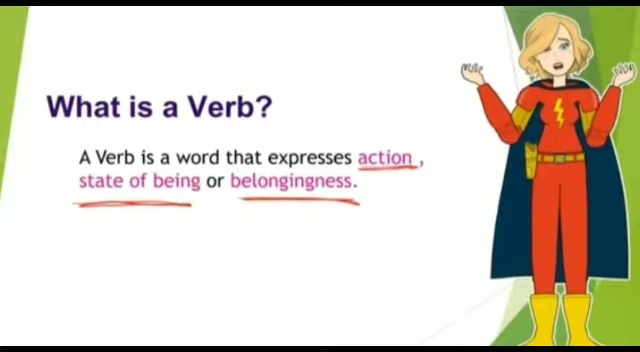 What is a Verb?
A Verb is a word that expresses action ,
state of being or belongingness.